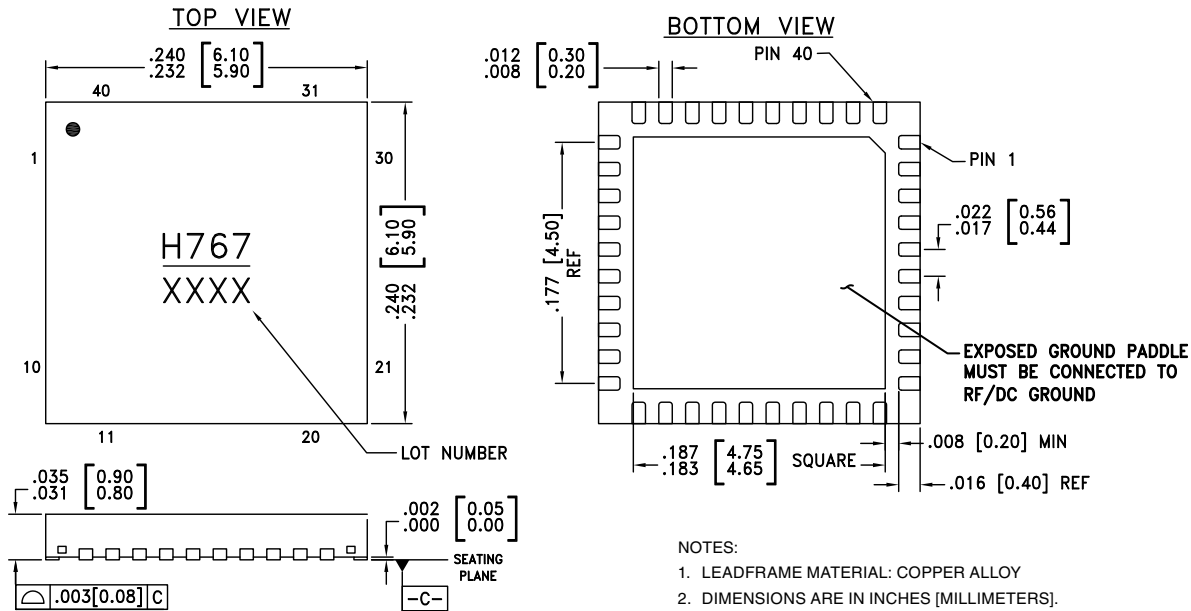 TOP VIEW
.240 [6.10]
.232 [5.90]
40 31
1 30
H767
XXXX
10 21
11 20
.240 [6.10]
.232 [5.90]
LOT NUMBER
.035 [0.90]
.031 [0.80]
.002 [0.05]
.000 [0.00]
SEATING
PLANE
.003[0.08] C
-C-
BOTTOM VIEW
.012 [0.30]
.008 [0.20]
PIN 40
PIN 1
.022 [0.56]
.017 [0.44]
.177 [4.50]
REF
EXPOSED GROUND PADDLE
MUST BE CONNECTED TO
RF/DC GROUND
.187 [4.75]
.183 [4.65]
SQUARE
.008 [0.20] MIN
.016 [0.40] REF
NOTES:
1. LEADFRAME MATERIAL: COPPER ALLOY
2. DIMENSIONS ARE IN INCHES [MILLIMETERS].